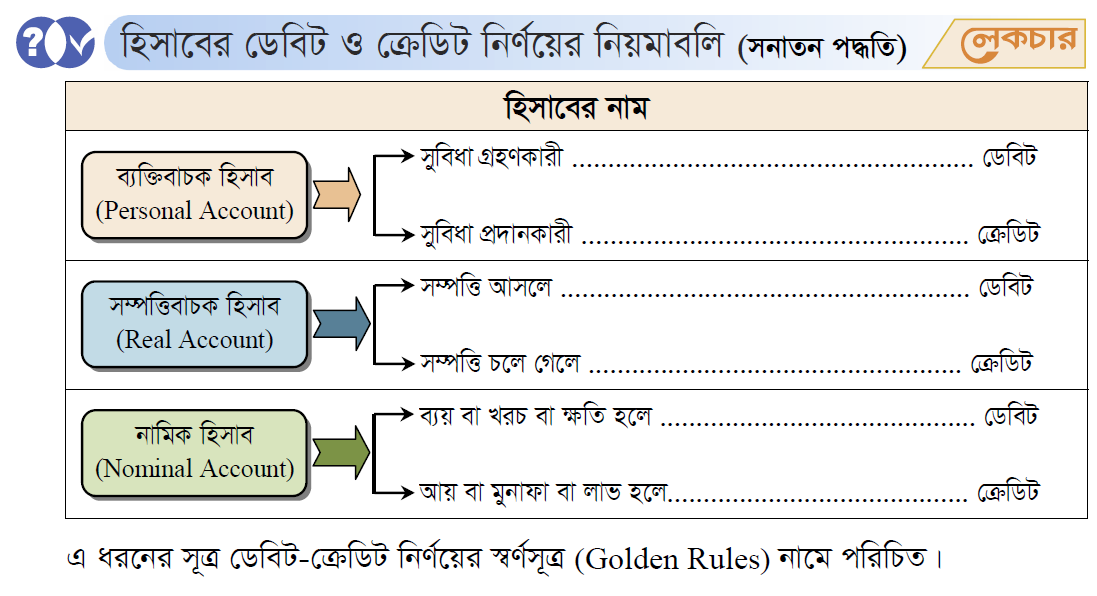 হিসাবের ডেবিট ও ক্রেডিট নির্ণয়ের নিয়মাবলি (সনাতন পদ্ধতি)
লেকচার
হিসাবের নাম
ব্যক্তিবাচক হিসাব
(Personal Account)
সুবিধা গ্রহণকারী ........................................................ ডেবিট
সুবিধা প্রদানকারী ...................................................... ক্রেডিট
সম্পত্তিবাচক হিসাব
(Real Account)
সম্পত্তি আসলে ......................................................... ডেবিট
সম্পত্তি চলে গেলে .................................................... ক্রেডিট
নামিক হিসাব
(Nominal Account)
ব্যয় বা খরচ বা ক্ষতি হলে ............................................ ডেবিট
আয় বা মুনাফা বা লাভ হলে.......................................... ক্রেডিট
এ ধরনের সূত্র ডেবিট-ক্রেডিট নির্ণয়ের স্বর্ণসূত্র (Golden Rules) নামে পরিচিত।